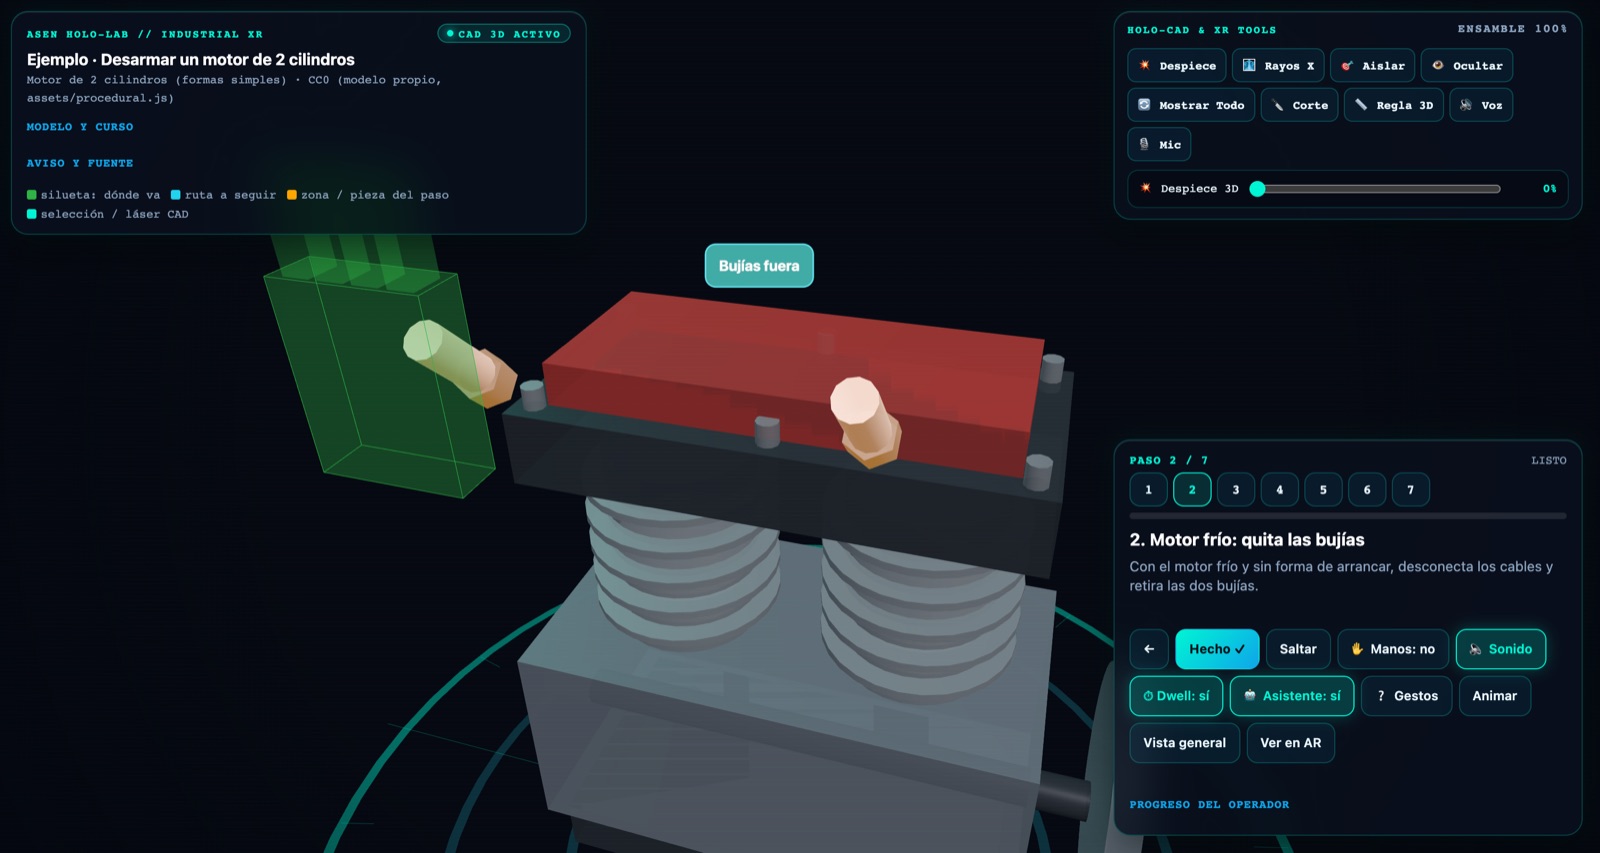 ASEN HOLO-LAB // INDUSTRIAL XR
CAD 3D ACTIVO
Ejemplo · Desarmar un motor de 2 cilindros
Motor de 2 cilindros (formas simples) · CC0 (modelo propio,
assets/procedural.js)
MODELO Y CURSO
AVISO Y FUENTE
silueta: dónde va
ruta a seguir
zona / pieza del paso
selección / láser CAD
HOLO-CAD & XR TOOLS
ENSAMBLE 100%
Despiece
Rayos X
Aislar
Ocultar
Mostrar Todo
Corte
Regla 3D
Voz
Mic
Despiece 3D
0%
Bujías fuera
PASO 2 / 7
LISTO
1
2
3
4
5
6
7
2. Motor frío: quita las bujías
Con el motor frío y sin forma de arrancar, desconecta los cables y
retira las dos bujías.
←
Hecho ✓
Saltar
Manos: no
Sonido
Dwell: sí
Asistente: sí
? Gestos
Animar
Vista general
Ver en AR
PROGRESO DEL OPERADOR